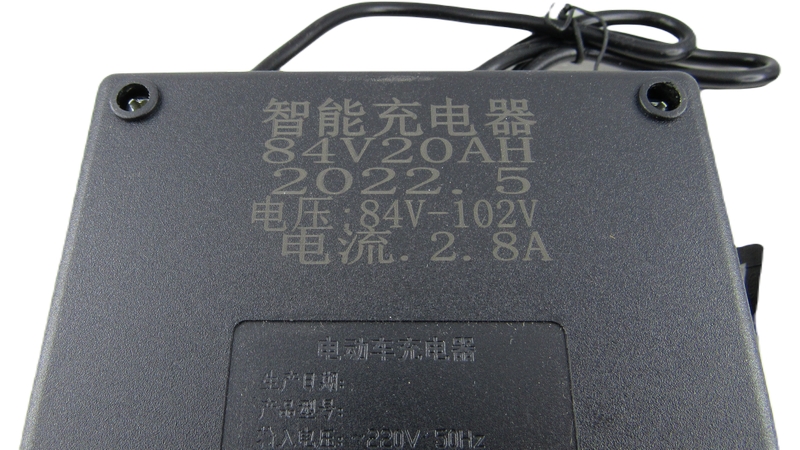 智能充电器
84V20AH
2022.5
电压:84V-102V
电流.2.8A
电动车充电器
生产日期:
产品型号:
输入电压:~220V 50Hz